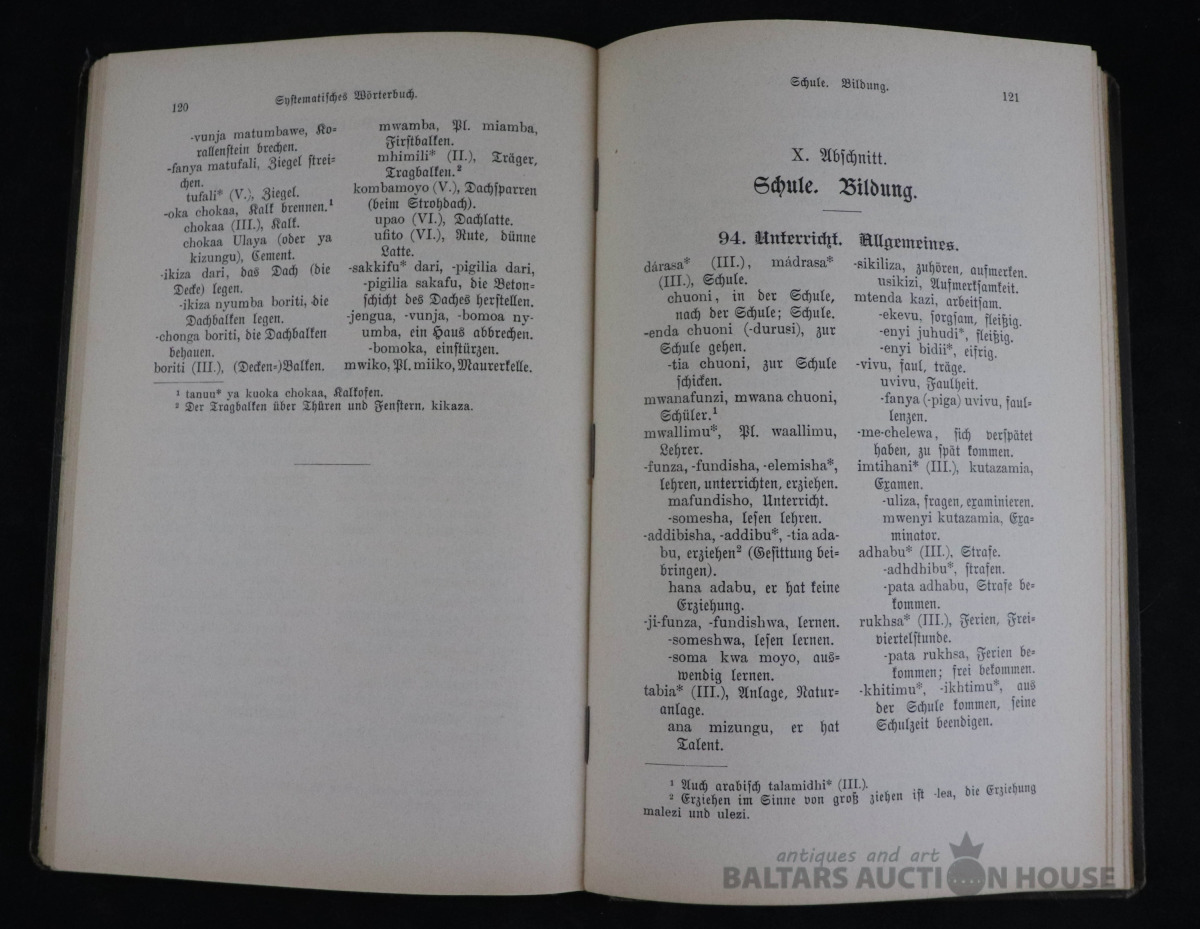 120
Systematisches Wörterbuch.
-vunja matumbawe, Ko=
rallenstein brechen.
-fanya matufali, Ziegel strei=
chen.
tufali* (V.), Ziegel.
-oka chokaa, Kalk brennen.¹
chokaa (III.), Kalk.
chokaa Ulaya (oder ya
kizungu), Cement.
-ikiza dari, das Dach (die
Decke) legen.
-ikiza nyumba boriti, die
Dachbalken legen.
-chonga boriti, die Dachbalken
behauen.
boriti (III.), (Decken=)Balken.
mwamba, Pl. miamba,
Firstbalken.
mhimili* (II.), Träger,
Tragbalken.²
kombamoyo (V.), Dachsparren
(beim Strohdach).
upao (VI.), Dachlatte.
ufito (VI.), Rute, dünne
Latte.
-sakkifu* dari, -pigilia dari,
-pigilia sakafu, die Beton=
schicht des Daches herstellen.
-jengua, -vunja, -bomoa ny-
umba, ein Haus abbrechen.
-bomoka, einstürzen.
mwiko, Pl. miiko, Maurerkelle.
¹ tanuu* ya kuoka chokaa, Kalkofen.
² Der Tragbalken über Thüren und Fenstern, kikaza.
Schule. Bildung.
121
X. Abschnitt.
Schule. Bildung.
94. Unterricht. Allgemeines.
dárasa* (III.), mádrasa*
(III.), Schule.
chuoni, in der Schule,
nach der Schule; Schule.
-enda chuoni (-durusi), zur
Schule gehen.
-tia chuoni, zur Schule
schicken.
mwanafunzi, mwana chuoni,
Schüler.¹
mwallimu*, Pl. waallimu,
Lehrer.
-funza, -fundisha, -elemisha*,
lehren, unterrichten, erziehen.
mafundisho, Unterricht.
-somesha, lesen lehren.
-addibisha, -addibu*, -tia ada-
bu, erziehen² (Gesittung bei=
bringen).
hana adabu, er hat keine
Erziehung.
-ji-funza, -fundishwa, lernen.
-someshwa, lesen lernen.
-soma kwa moyo, aus=
wendig lernen.
tabia* (III.), Anlage, Natur=
anlage.
ana mizungu, er hat
Talent.
-sikiliza, zuhören, aufmerken.
usikizi, Aufmerksamkeit.
mtenda kazi, arbeitsam.
-ekevu, sorgsam, fleißig.
-enyi juhudi*, fleißig.
-enyi bidii*, eifrig.
-vivu, faul, träge.
uvivu, Faulheit.
-fanya (-piga) uvivu, faul=
lenzen.
-me-chelewa, sich verspätet
haben, zu spät kommen.
imtihani* (III.), kutazamia,
Examen.
-uliza, fragen, examinieren.
mwenyi kutazamia, Exa=
minator.
adhabu* (III.), Strafe.
-adhdhibu*, strafen.
-pata adhabu, Strafe be=
kommen.
rukhsa* (III.), Ferien, Frei=
viertelstunde.
-pata rukhsa, Ferien be=
kommen; frei bekommen.
-khitimu*, -ikhtimu*, aus
der Schule kommen, seine
Schulzeit beendigen.
¹ Auch arabisch talamidhi* (III.).
² Erziehen im Sinne von groß ziehen ist -lea, die Erziehung
malezi und ulezi.
antiques and art
BALTARS AUCTION HOUSE